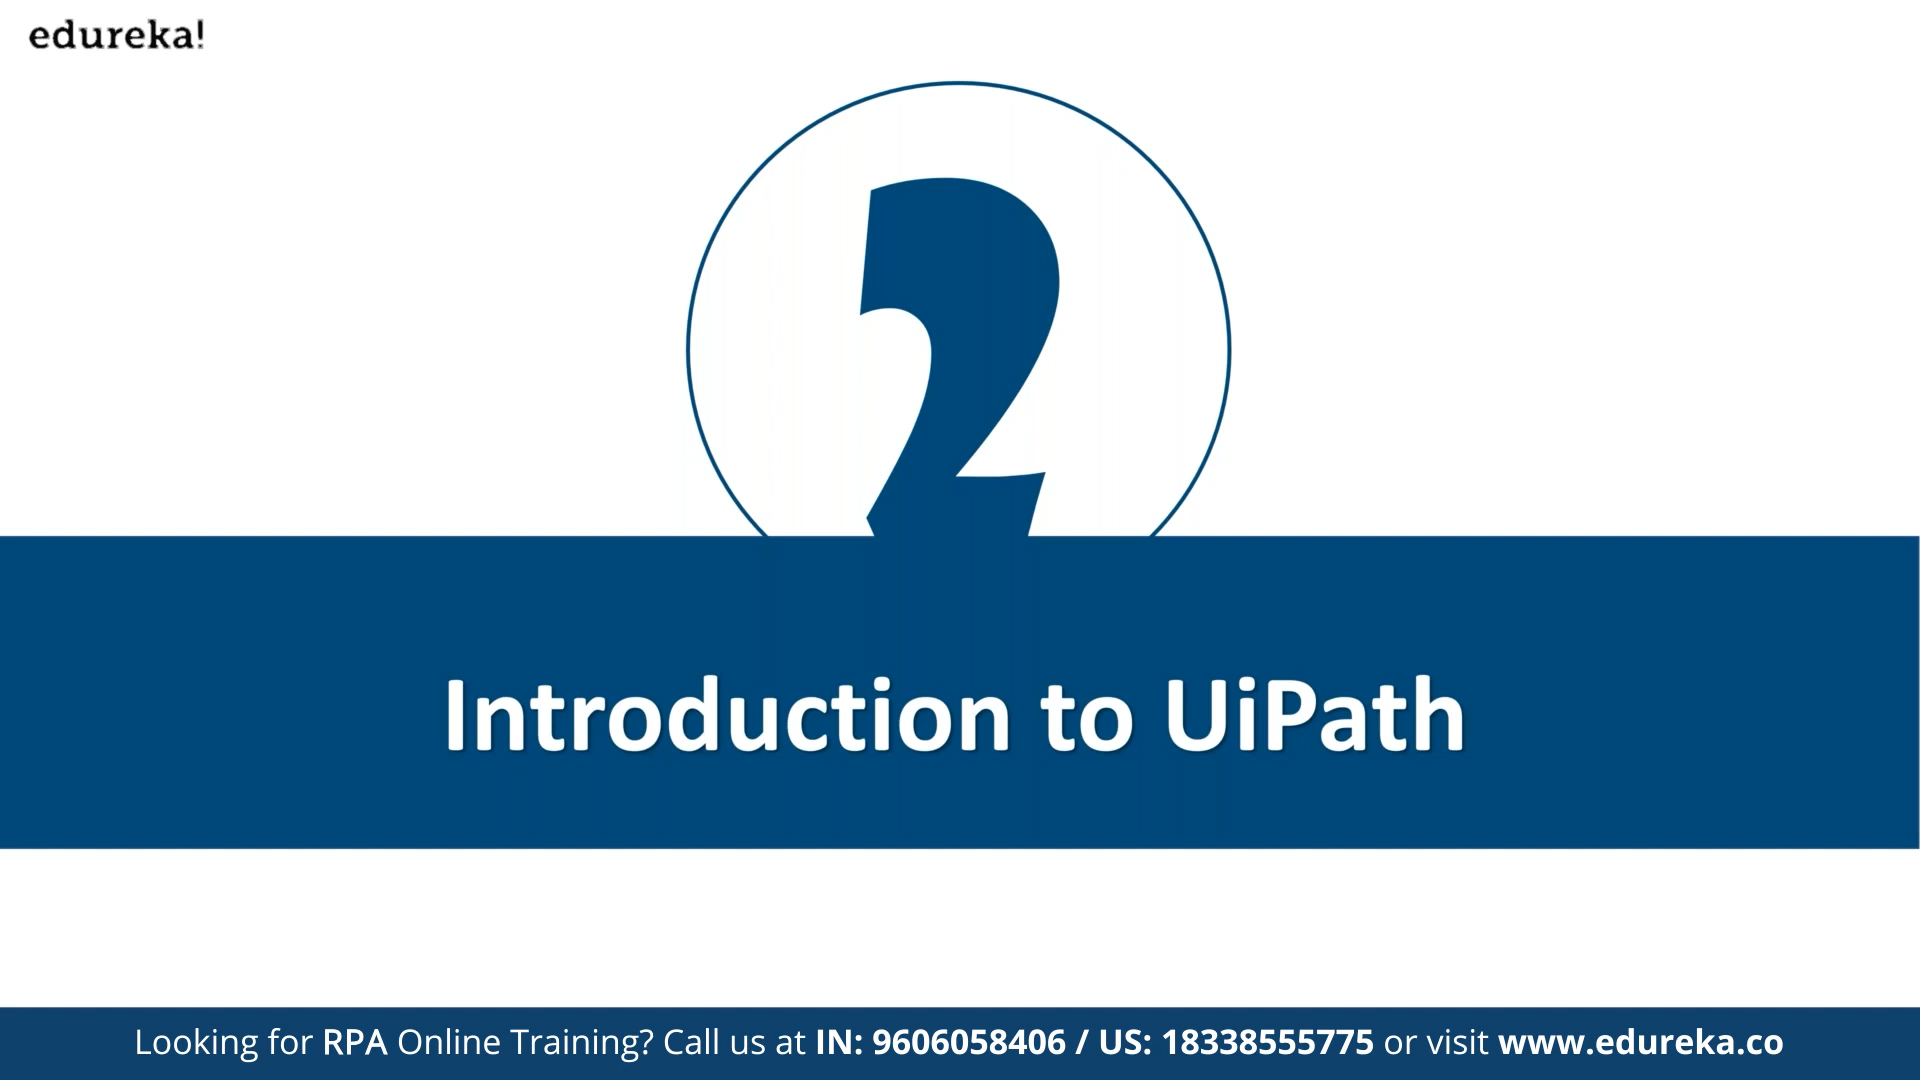 edureka!
2
Introduction to UiPath
Looking for RPA Online Training? Call us at IN: 9606058406 / US: 18338555775 or visit www.edureka.co